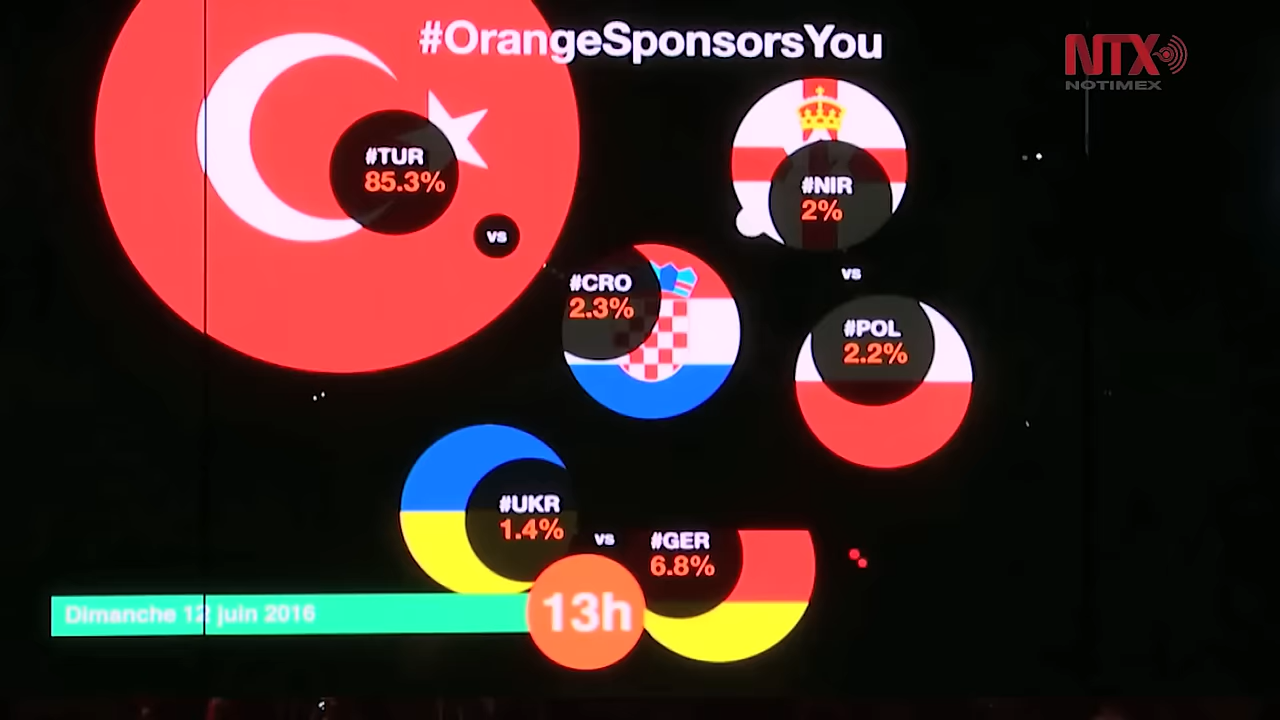 #OrangeSponsorsYou
NTX
NOTIMEX
#TUR
85.3%
vs
#NIR
2%
vs
#CRO
2.3%
#POL
2.2%
#UKR
1.4%
vs
#GER
6.8%
Dimanche 12 juin 2016
13h